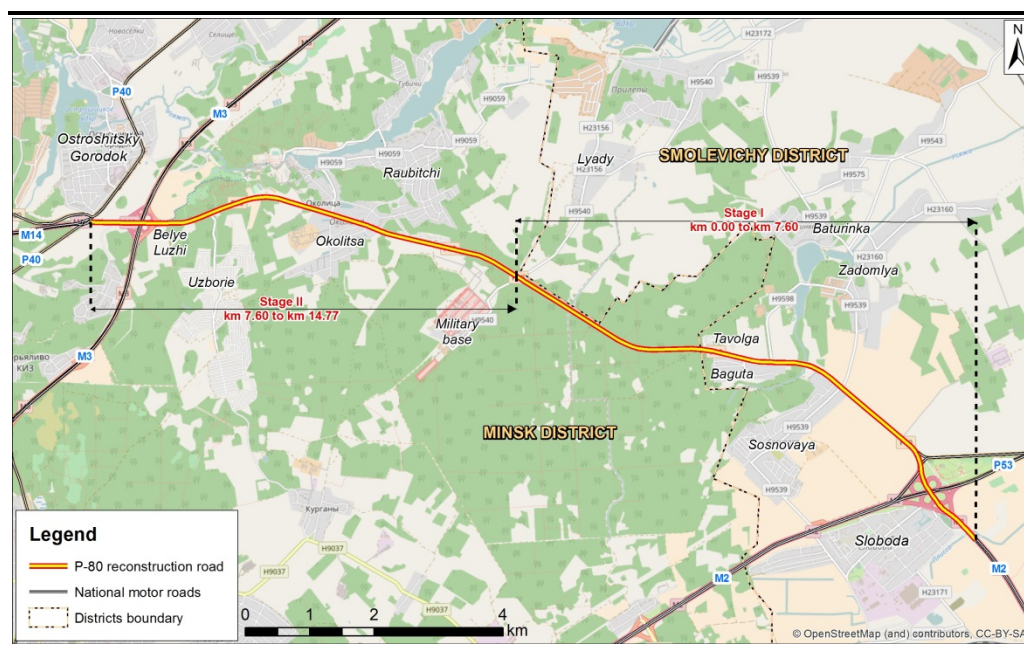 Новоселки
Селище
H23172
N
P40
M3
Губичи
H9059
H9540
H9539
Прилепы
Ostroshitsky
Gorodok
H9059
H9059
H23156
H9543
Lyady
H23156
SMOLEVICHY DISTRICT
Raubitchi
H9575
Околица
H9540
Stage I
km 0.00 to km 7.60
H9539
H23160
M14
Belye
Luzhi
Okolitsa
Baturinka
P40
Uzborie
H23160
Zadomlya
Stage II
km 7.60 to km 14.77
H9598
H9539
Military
base
H9540
M3
Tavolga
Baguta
MINSK DISTRICT
H9539
Sosnovaya
P53
H9539
Курганы
H9037
Sloboda
H9037
M2
M2
H23171
H9037
Legend
P-80 reconstruction road
National motor roads
Districts boundary
0 1 2 4
km
© OpenStreetMap (and) contributors, CC-BY-SA